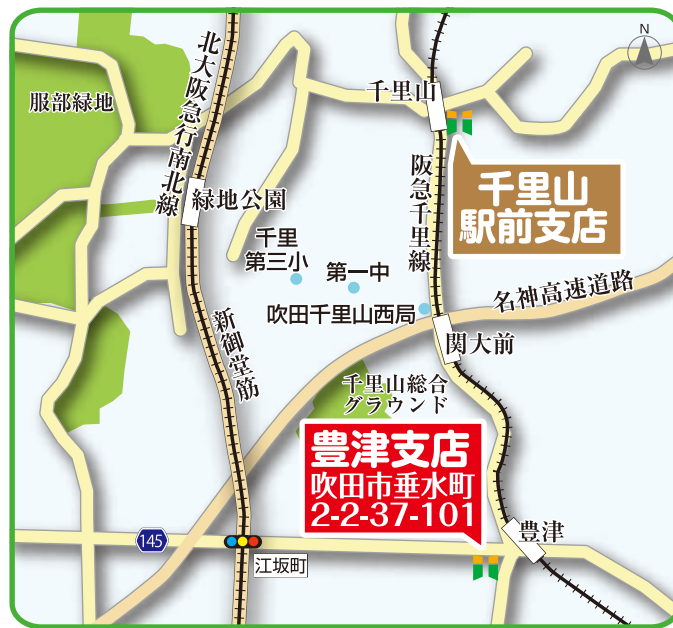 N
北大阪急行南北線
服部緑地
千里山
阪急千里線
千里山
駅前支店
緑地公園
千里
第三小
第一中
吹田千里山西局
名神高速道路
新御堂筋
関大前
千里山総合
グラウンド
豊津支店
吹田市垂水町
2-2-37-101
豊津
145
江坂町